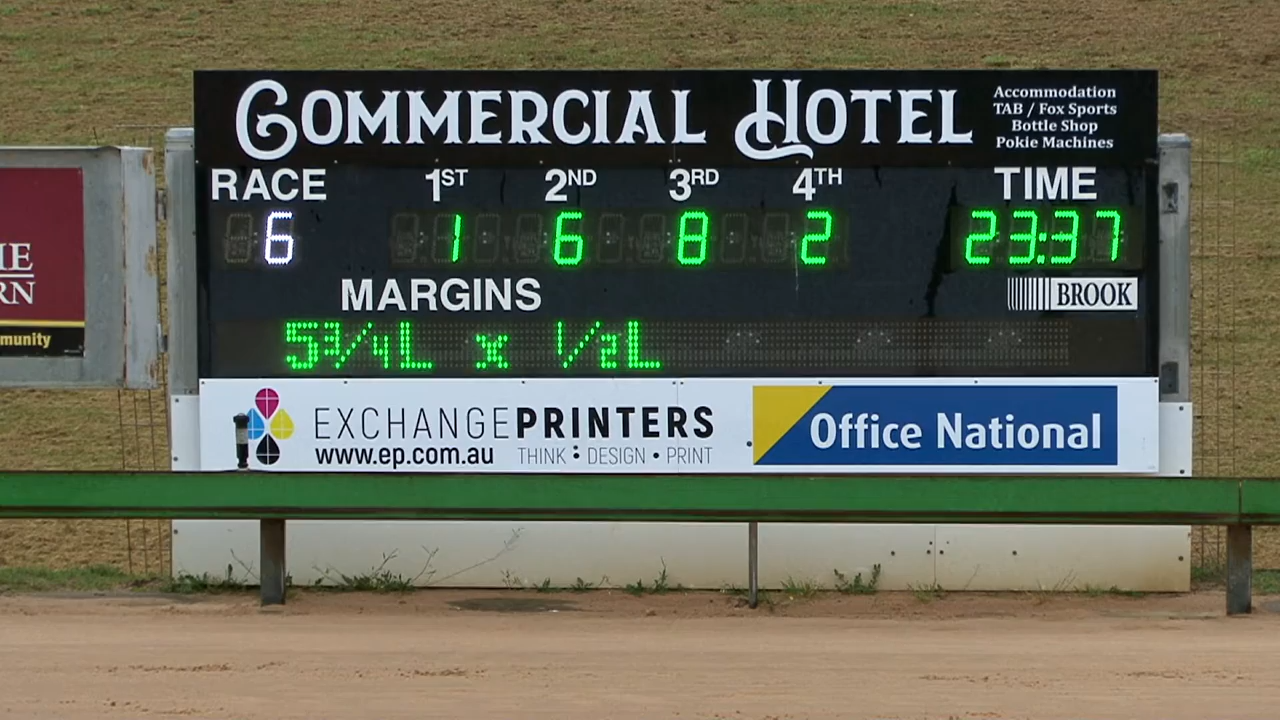 COMMERCIAL HOTEL
Accommodation
TAB / Fox Sports
Bottle Shop
Pokie Machines
RACE 1ST 2ND 3RD 4TH TIME
6 1 6 8 2 23:37
MARGINS
BROOK
5¾L x ½L
EXCHANGEPRINTERS
www.ep.com.au THINK : DESIGN • PRINT
Office National